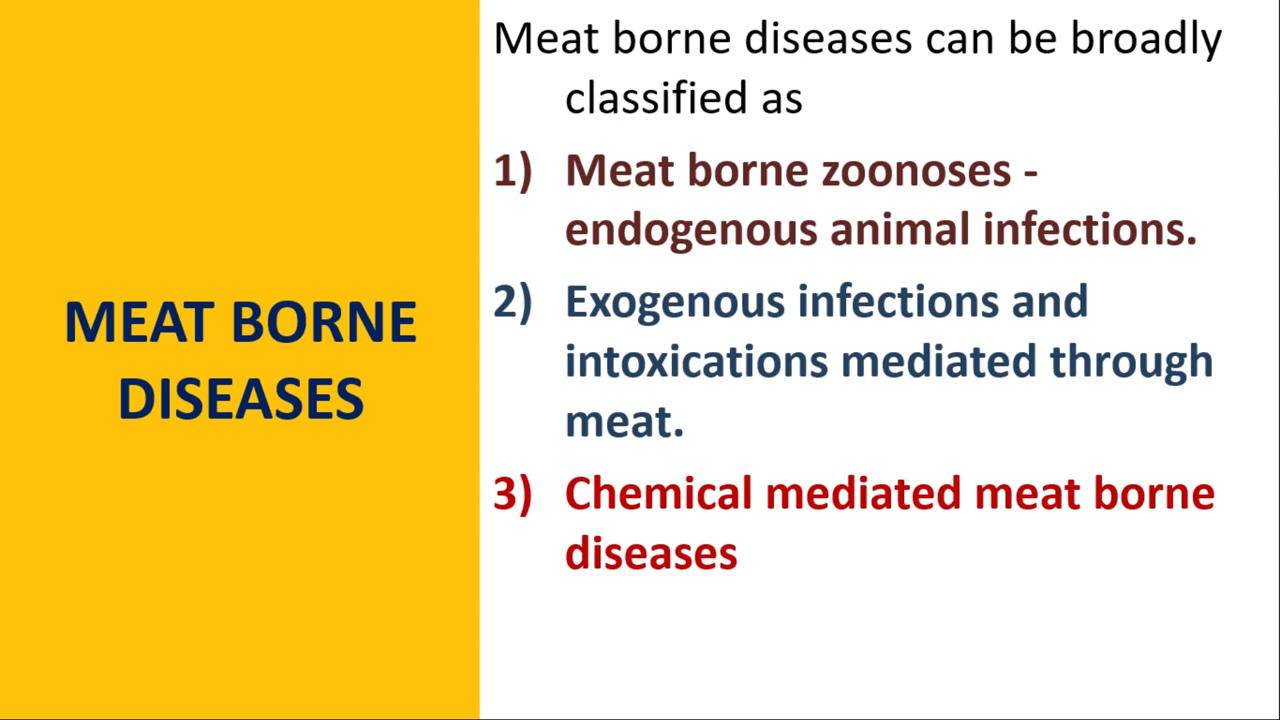 MEAT BORNE
DISEASES
Meat borne diseases can be broadly
classified as
1) Meat borne zoonoses -
endogenous animal infections.
2) Exogenous infections and
intoxications mediated through
meat.
3) Chemical mediated meat borne
diseases